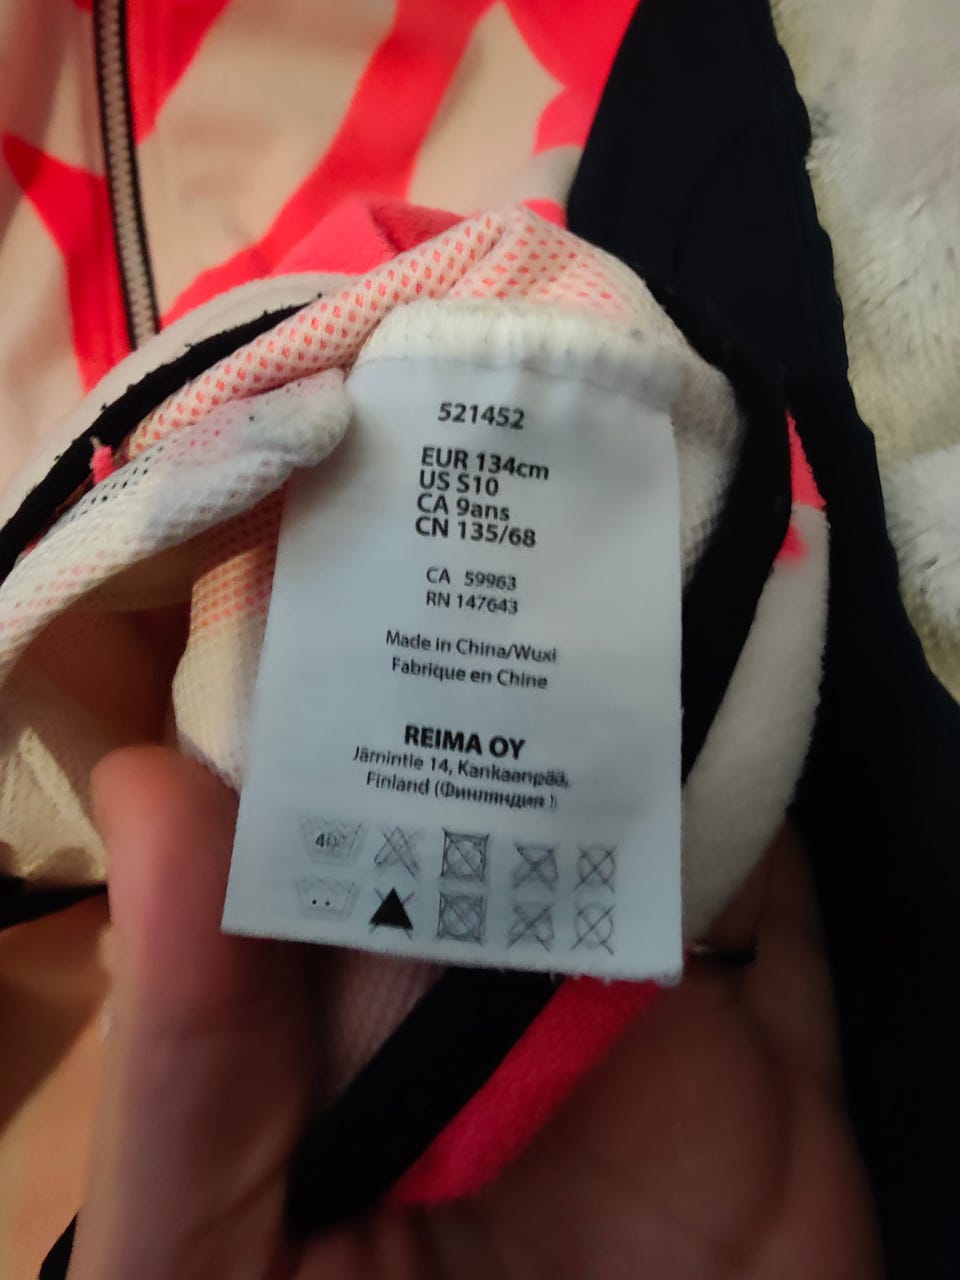 521452
EUR 134cm
US S10
CA 9ans
CN 135/68
CA 59963
RN 147643
Made in China/Wuxi
Fabrique en Chine
REIMA OY
Jämintie 14, Kankaanpää,
Finland (Финляндия)
40